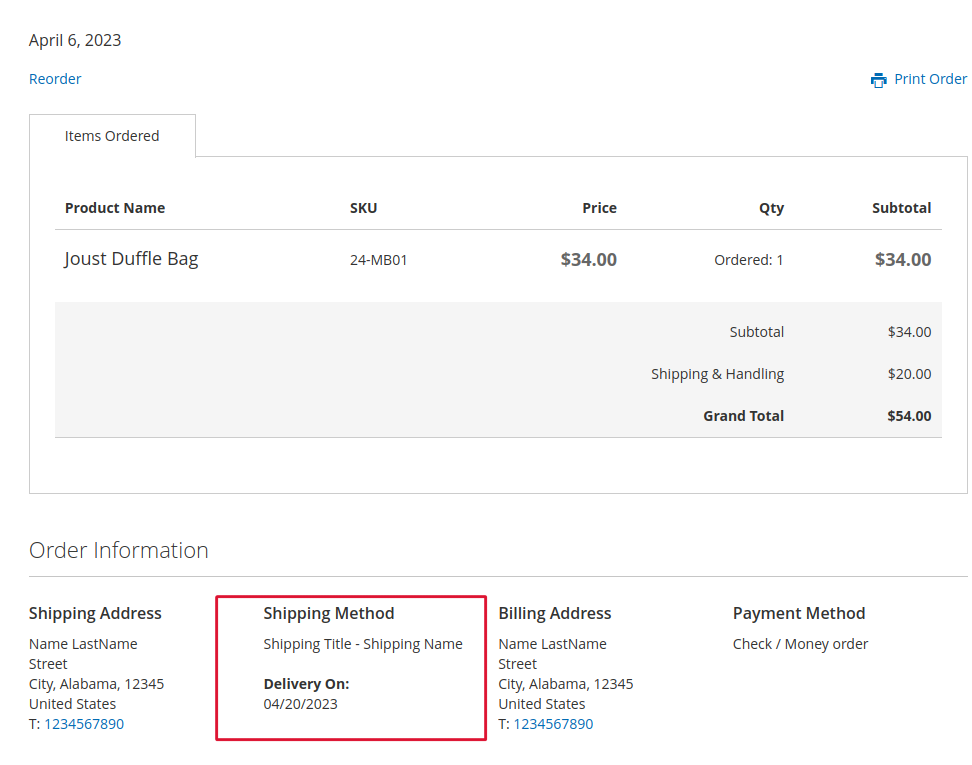 April 6, 2023
Reorder
Print Order
Items Ordered
Product Name SKU Price Qty Subtotal
Joust Duffle Bag 24-MB01 $34.00 Ordered: 1 $34.00
Subtotal $34.00
Shipping & Handling $20.00
Grand Total $54.00
Order Information
Shipping Address
Name LastName
Street
City, Alabama, 12345
United States
T: 1234567890
Shipping Method
Shipping Title - Shipping Name
Delivery On:
04/20/2023
Billing Address
Name LastName
Street
City, Alabama, 12345
United States
T: 1234567890
Payment Method
Check / Money order